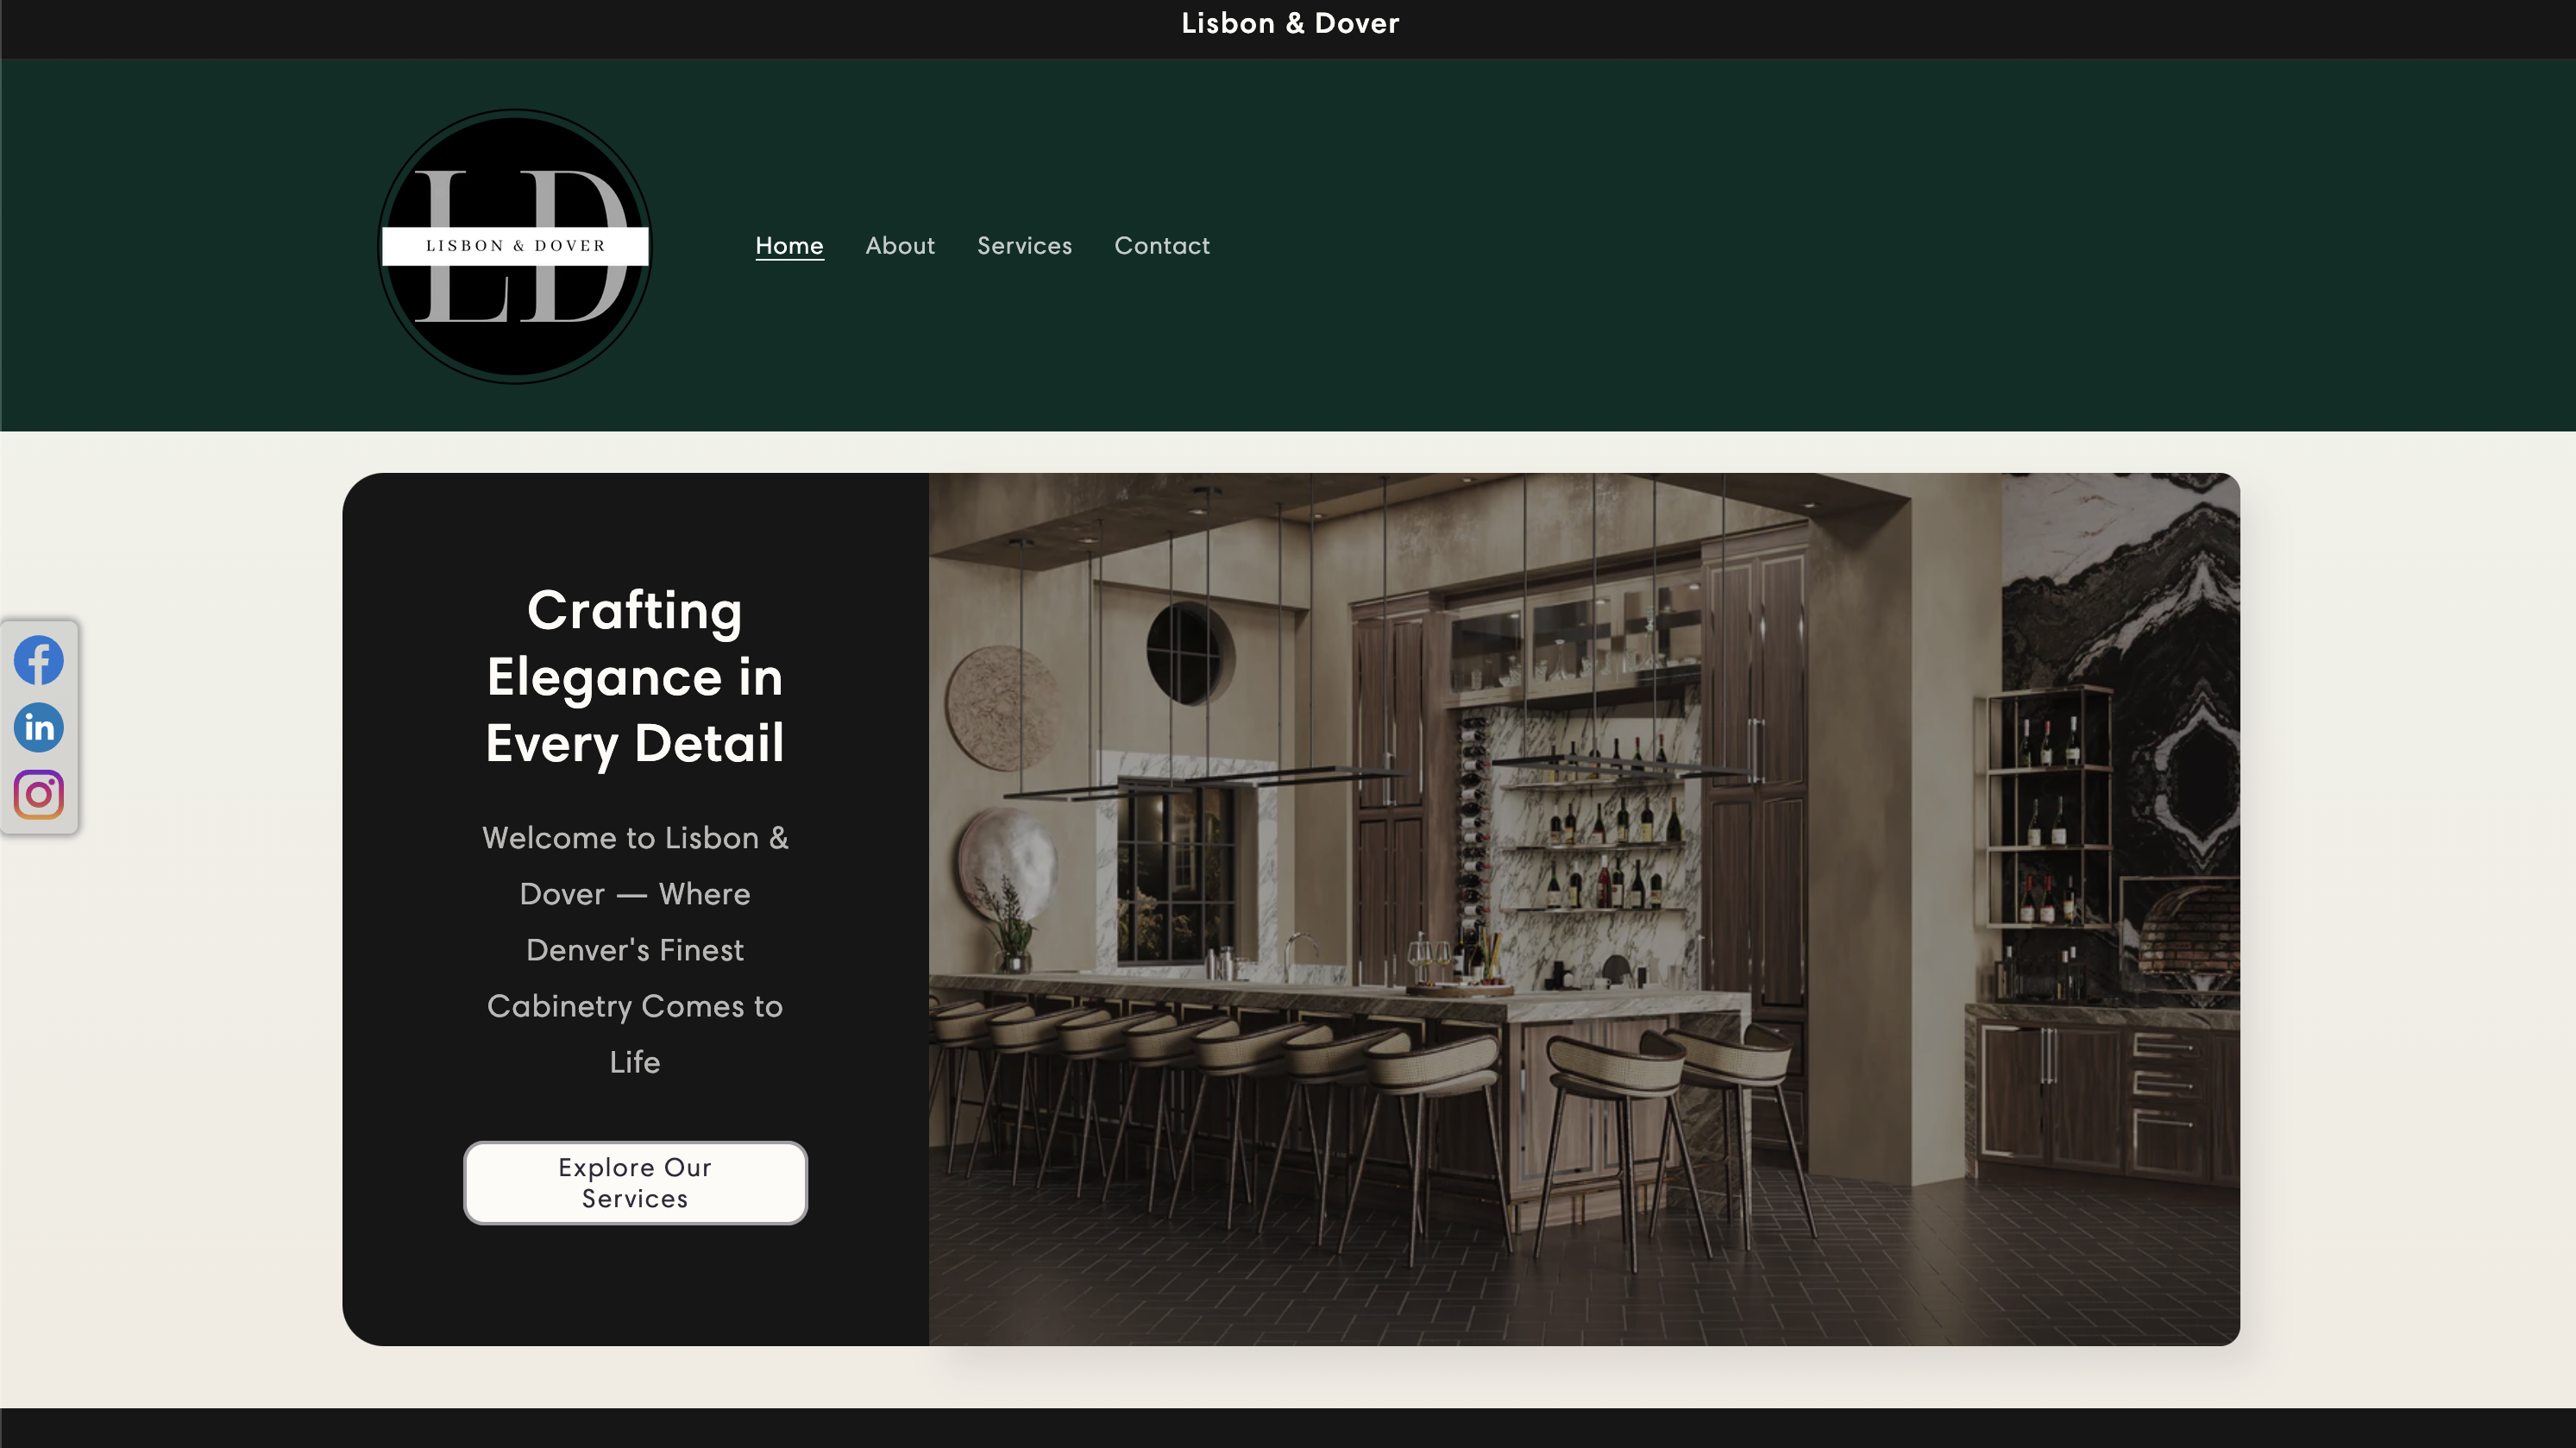 Lisbon & Dover
LD
LISBON & DOVER
Home About Services Contact
Crafting
Elegance in
Every Detail
Welcome to Lisbon &
Dover — Where
Denver's Finest
Cabinetry Comes to
Life
Explore Our
Services
in